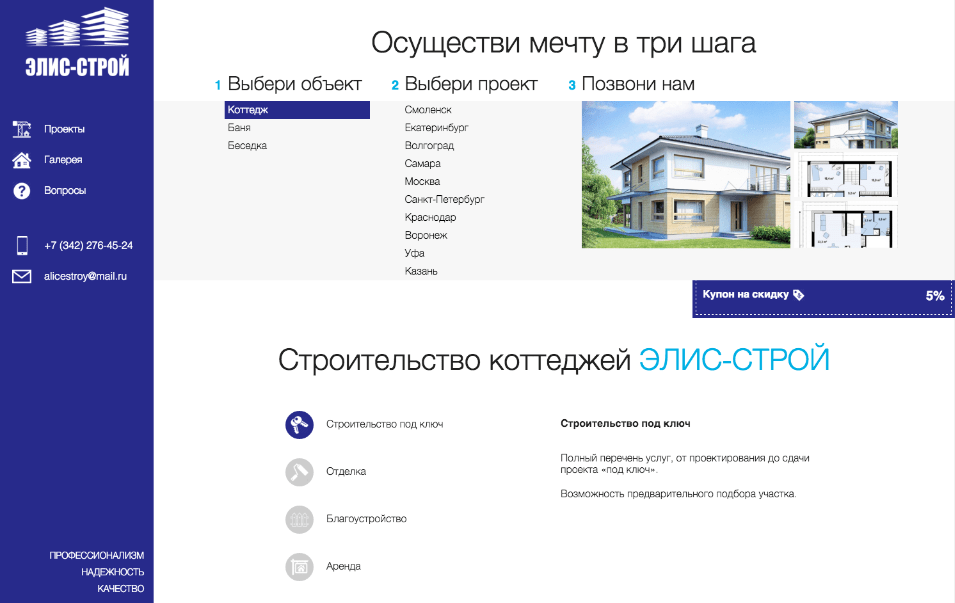 ЭЛИС-СТРОЙ
Проекты
Галерея
Вопросы
+7 (342) 276-45-24
alicestroy@mail.ru
ПРОФЕССИОНАЛИЗМ
НАДЕЖНОСТЬ
КАЧЕСТВО
Осуществи мечту в три шага
1 Выбери объект
Коттедж
Баня
Беседка
2 Выбери проект
Смоленск
Екатеринбург
Волгоград
Самара
Москва
Санкт-Петербург
Краснодар
Воронеж
Уфа
Казань
3 Позвони нам
Купон на скидку 5%
Строительство коттеджей ЭЛИС-СТРОЙ
Строительство под ключ
Отделка
Благоустройство
Аренда
Строительство под ключ
Полный перечень услуг, от проектирования до сдачи
проекта «под ключ».
Возможность предварительного подбора участка.